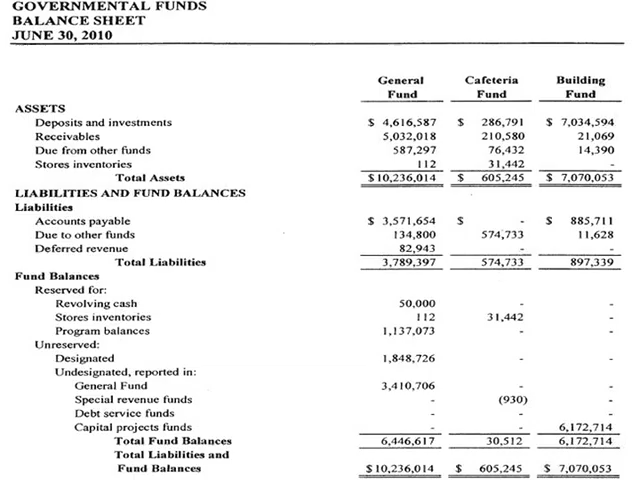 GOVERNMENTAL FUNDS
BALANCE SHEET
JUNE 30, 2010
General Fund Cafeteria Fund Building Fund
ASSETS
Deposits and investments $ 4,616,587 $ 286,791 $ 7,034,594
Receivables 5,032,018 210,580 21,069
Due from other funds 587,297 76,432 14,390
Stores inventories 112 31,442 -
Total Assets $10,236,014 $ 605,245 $ 7,070,053
LIABILITIES AND FUND BALANCES
Liabilities
Accounts payable $ 3,571,654 $ - $ 885,711
Due to other funds 134,800 574,733 11,628
Deferred revenue 82,943 - -
Total Liabilities 3,789,397 574,733 897,339
Fund Balances
Reserved for:
Revolving cash 50,000 - -
Stores inventories 112 31,442 -
Program balances 1,137,073 - -
Unreserved:
Designated 1,848,726 - -
Undesignated, reported in:
General Fund 3,410,706 - -
Special revenue funds - (930) -
Debt service funds - - -
Capital projects funds - - 6,172,714
Total Fund Balances 6,446,617 30,512 6,172,714
Total Liabilities and
Fund Balances $10,236,014 $ 605,245 $ 7,070,053